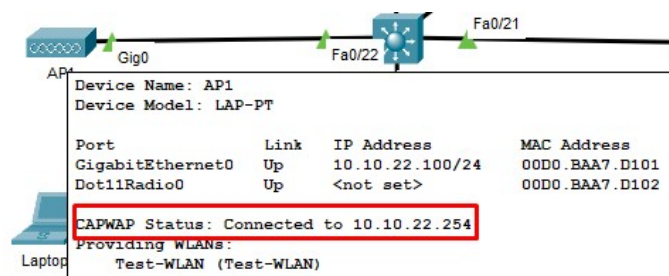 Fa0/21
Gig0
Fa0/22
Device Name: AP1
Device Model: LAP-PT
Port Link IP Address MAC Address
GigabitEthernet0 Up 10.10.22.100/24 00D0.BAA7.D101
Dot11Radio0 Up <not set> 00D0.BAA7.D102
CAPWAP Status: Connected to 10.10.22.254
Providing WLANs:
Laptop
Test-WLAN (Test-WLAN)